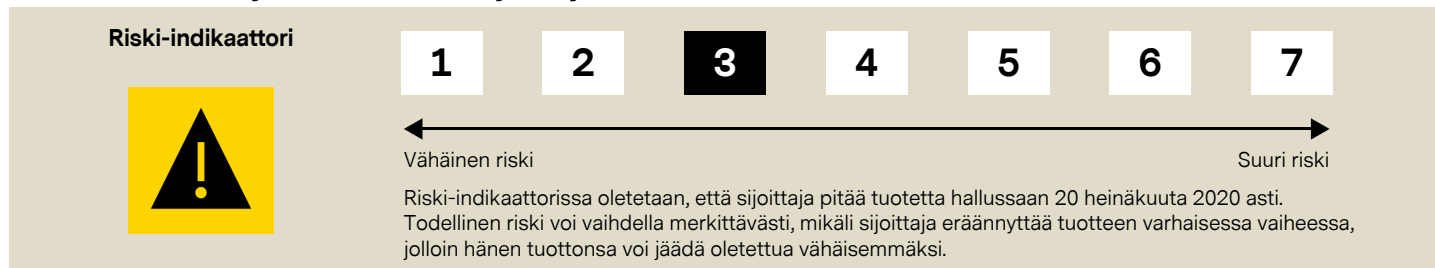 Riski-indikaattori
1 2 3 4 5 6 7
Vähäinen riski Suuri riski
Riski-indikaattorissa oletetaan, että sijoittaja pitää tuotetta hallussaan 20 heinäkuuta 2020 asti.
Todellinen riski voi vaihdella merkittävästi, mikäli sijoittaja eräännyttää tuotteen varhaisessa vaiheessa,
jolloin hänen tuottonsa voi jäädä oletettua vähäisemmäksi.